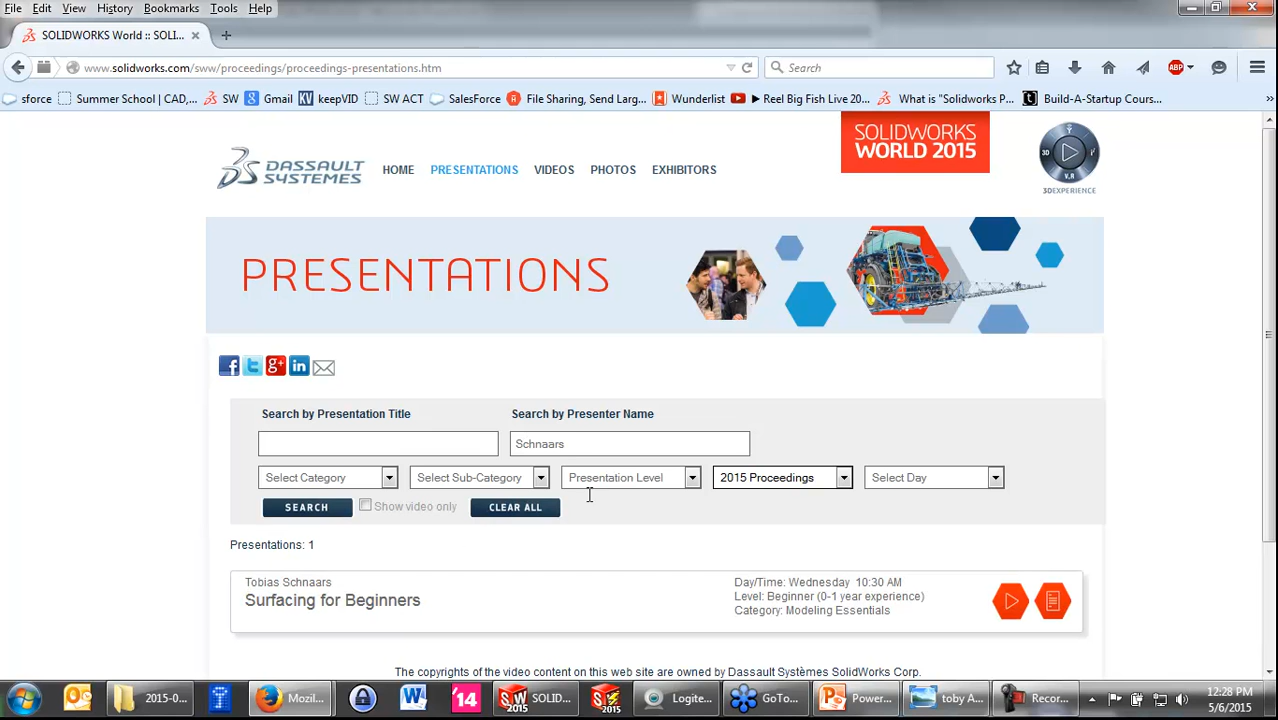 File Edit View History Bookmarks Tools Help
SOLIDWORKS World :: SOLI...
www.solidworks.com/sww/proceedings/proceedings-presentations.htm
Search
ABP
sforce Summer School | CAD,... SW Gmail keepVID SW ACT SalesForce File Sharing, Send Larg... Wunderlist Reel Big Fish Live 20... What is "Solidworks P... Build-A-Startup Cours...
DASSAULT SYSTEMES
HOME PRESENTATIONS VIDEOS PHOTOS EXHIBITORS
SOLIDWORKS
WORLD 2015
3D
V.R
3DEXPERIENCE
PRESENTATIONS
Search by Presentation Title Search by Presenter Name
Schnaars
Select Category Select Sub-Category Presentation Level 2015 Proceedings Select Day
SEARCH Show video only CLEAR ALL
Presentations: 1
Tobias Schnaars
Surfacing for Beginners
Day/Time: Wednesday 10:30 AM
Level: Beginner (0-1 year experience)
Category: Modeling Essentials
The copyrights of the video content on this web site are owned by Dassault Systèmes SolidWorks Corp.
2015-0... Mozil... '14 SOLID... Logite... GoTo... Power... toby A... Recor...
12:28 PM
5/6/2015